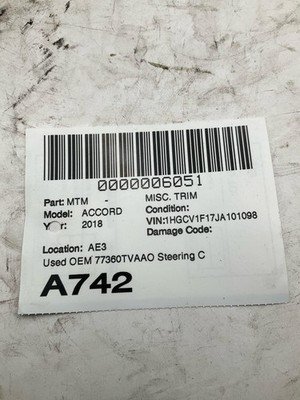 0000006051
Part: MTM - MISC. TRIM
Model: ACCORD Condition:
Year: 2018 VIN:1HGCV1F17JA101098
Damage Code:
Location: AE3
Used OEM 77360TVAAO Steering C
A742